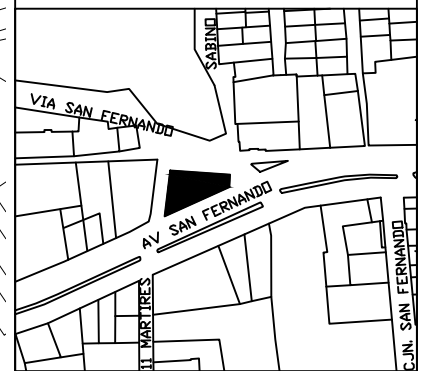 SABINO
VIA SAN FERNANDO
AV SAN FERNANDO
11 MARTIRES
CJN. SAN FERNANDO